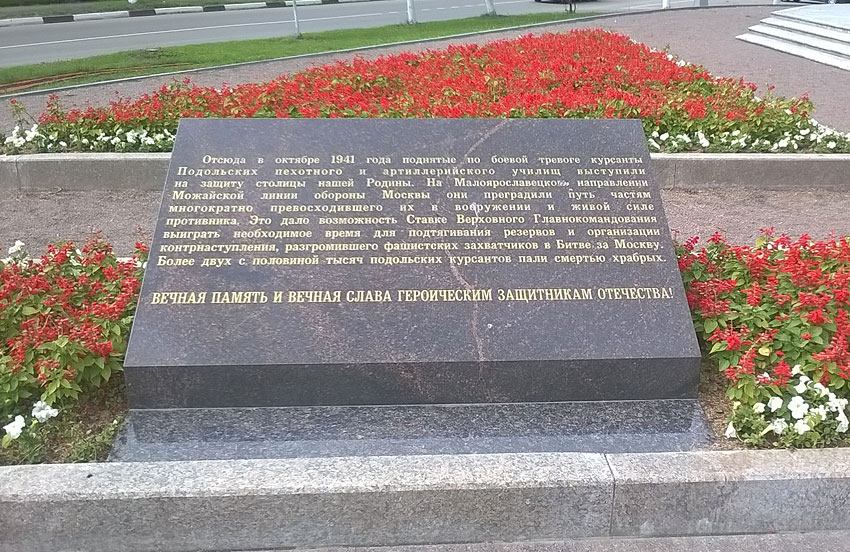 Отсюда в октябре 1941 года поднятые по боевой тревоге курсанты
Подольских пехотного и артиллерийского училищ выступили
на защиту столицы нашей Родины. На Малоярославецком направлении
Можайской линии обороны Москвы они преградили путь частям
многократно превосходившего их в вооружении и живой силе
противника. Это дало возможность Ставке Верховного Главнокомандования
выиграть необходимое время для подтягивания резервов и организации
контрнаступления, разгромившего фашистских захватчиков в Битве за Москву.
Более двух с половиной тысяч подольских курсантов пали смертью храбрых.
ВЕЧНАЯ ПАМЯТЬ И ВЕЧНАЯ СЛАВА ГЕРОИЧЕСКИМ ЗАЩИТНИКАМ ОТЕЧЕСТВА!